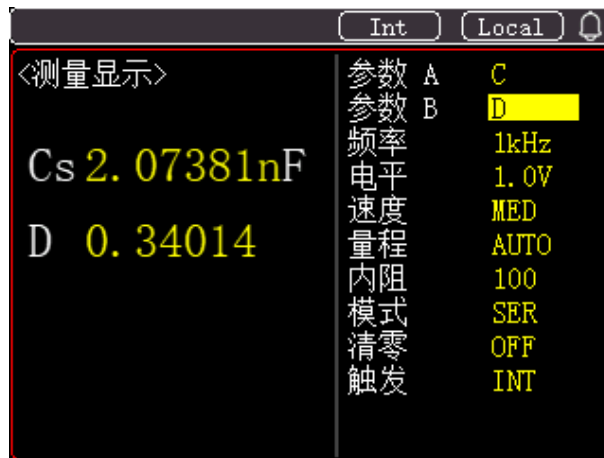 Int Local
<测量显示>
Cs 2.07381nF
D 0.34014
参数 A C
参数 B D
频率 1kHz
电平 1.0V
速度 MED
量程 AUTO
内阻 100
模式 SER
清零 OFF
触发 INT